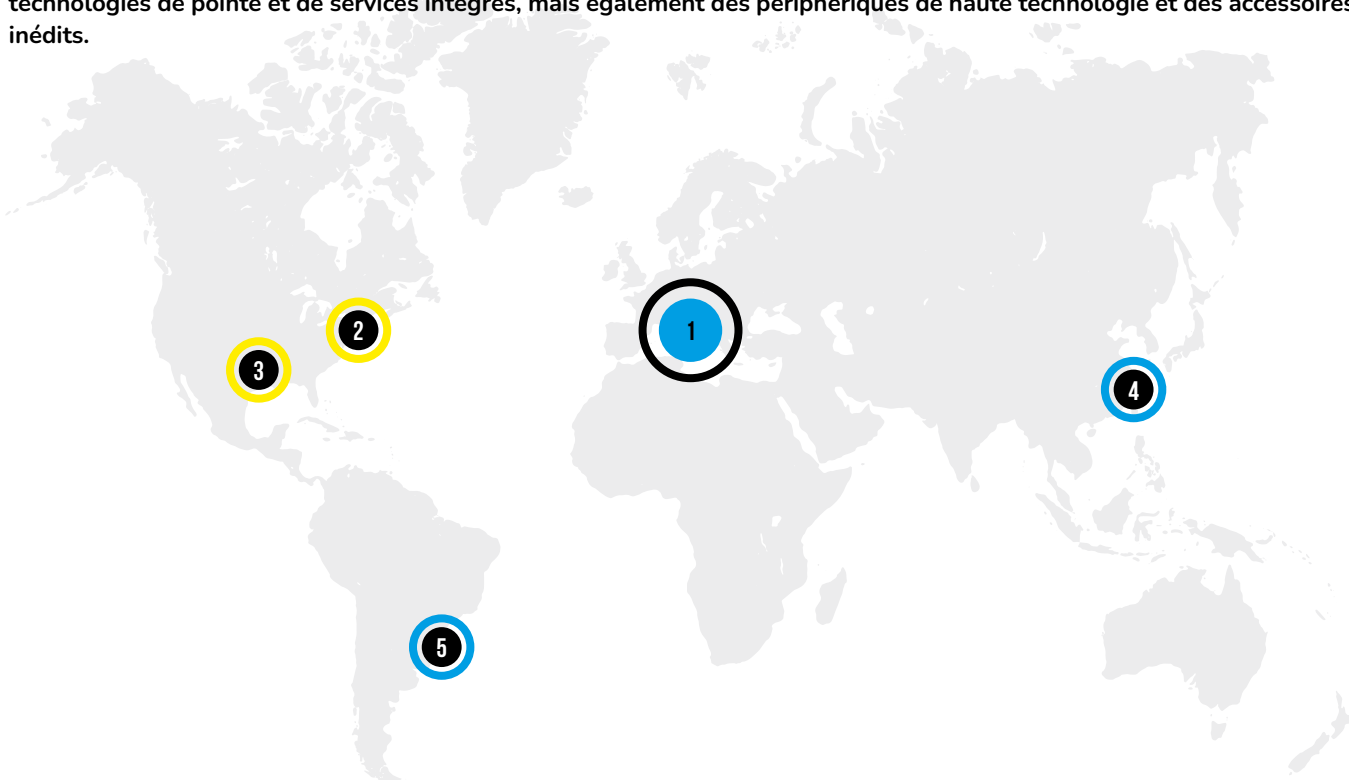 technologies de pointe et de services intégrés, mais également des périphériques de haute technologie et des accessoires
inédits.
2
1
3
4
5